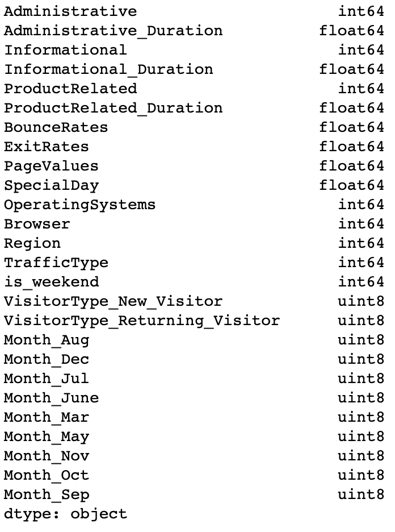 Administrative int64
Administrative_Duration float64
Informational int64
Informational_Duration float64
ProductRelated int64
ProductRelated_Duration float64
BounceRates float64
ExitRates float64
PageValues float64
SpecialDay float64
OperatingSystems int64
Browser int64
Region int64
TrafficType int64
is_weekend int64
VisitorType_New_Visitor uint8
VisitorType_Returning_Visitor uint8
Month_Aug uint8
Month_Dec uint8
Month_Jul uint8
Month_June uint8
Month_Mar uint8
Month_May uint8
Month_Nov uint8
Month_Oct uint8
Month_Sep uint8
dtype: object